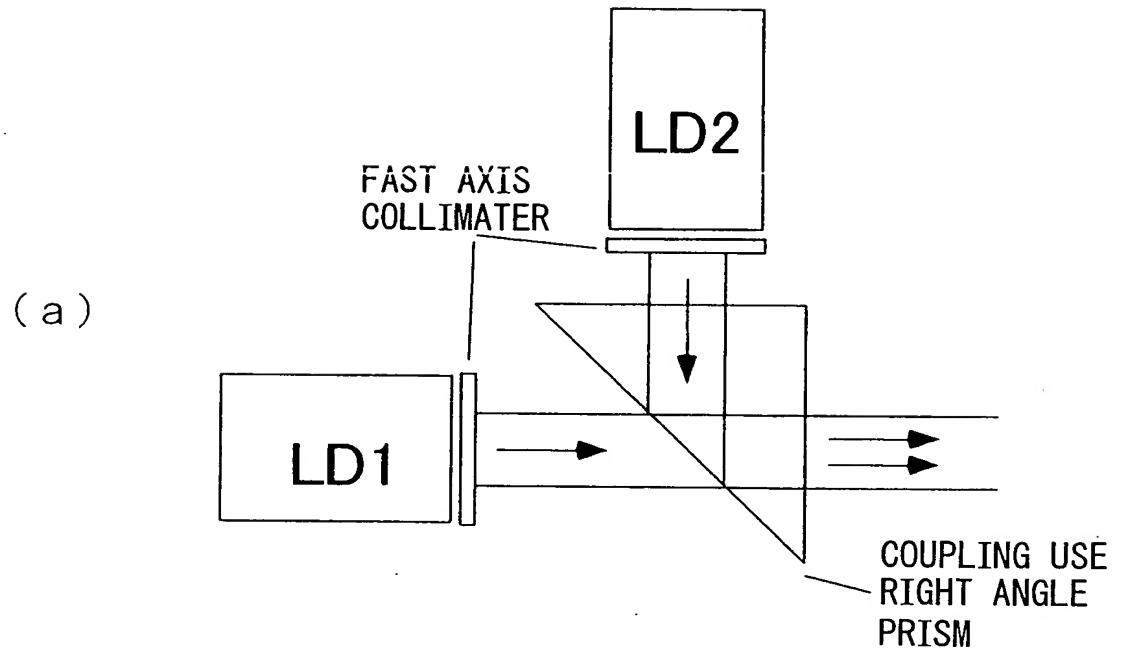 LD2
FAST AXIS
COLLIMATER
(a)
LD1
COUPLING USE
RIGHT ANGLE
PRISM